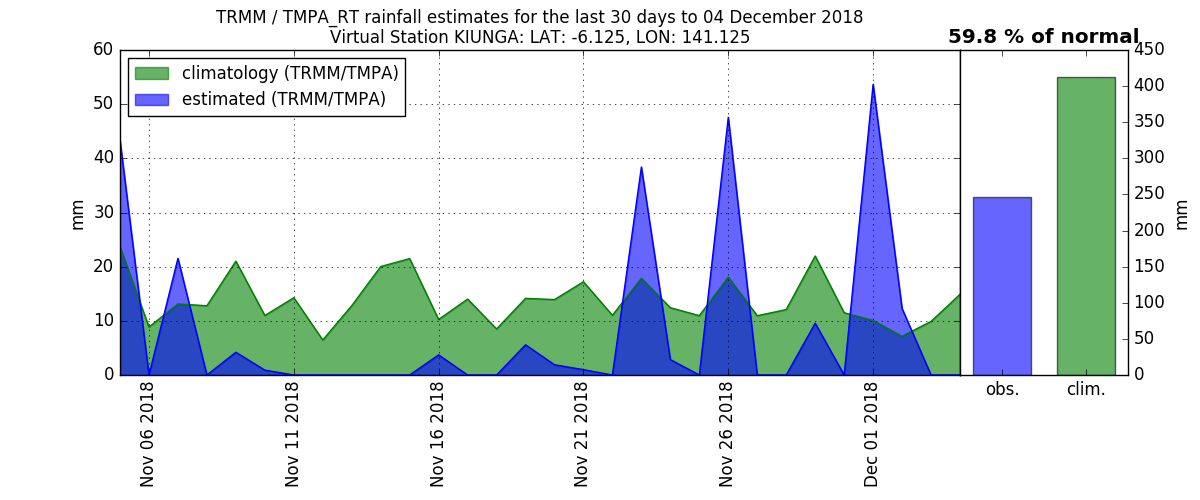 TRMM / TMPA_RT rainfall estimates for the last 30 days to 04 December 2018
Virtual Station KIUNGA: LAT: -6.125, LON: 141.125
59.8 % of normal
climatology (TRMM/TMPA)
estimated (TRMM/TMPA)
mm
60
50
40
30
20
10
0
Nov 06 2018
Nov 11 2018
Nov 16 2018
Nov 21 2018
Nov 26 2018
Dec 01 2018
obs.
clim.
450
400
350
300
250
200
150
100
50
0
mm